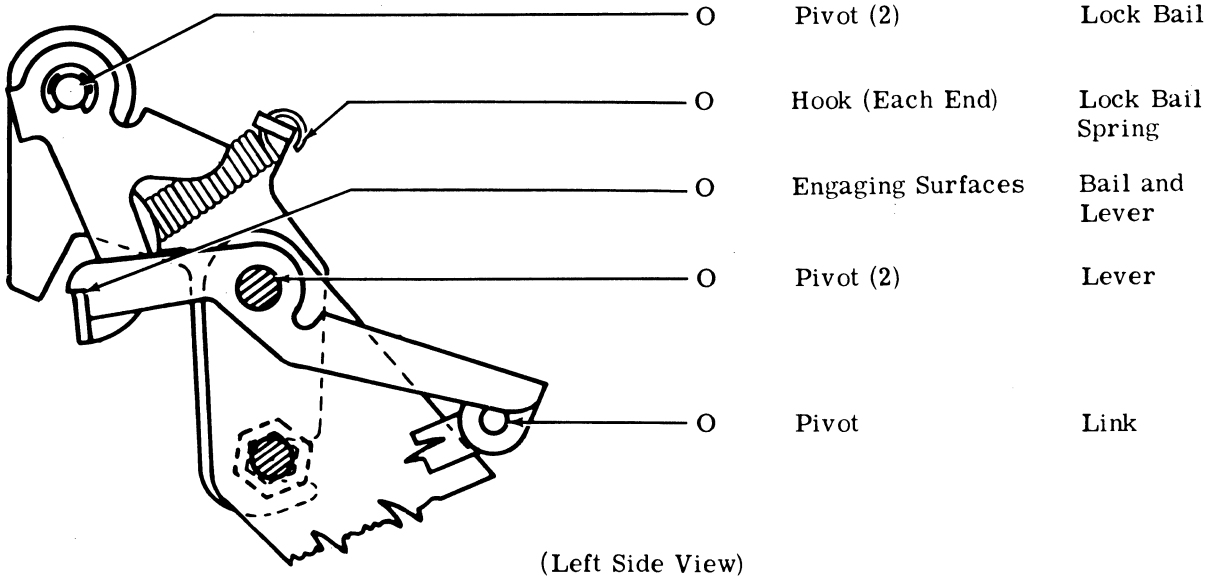 O Pivot (2) Lock Bail
O Hook (Each End) Lock Bail
Spring
O Engaging Surfaces Bail and
Lever
O Pivot (2) Lever
O Pivot Link
(Left Side View)